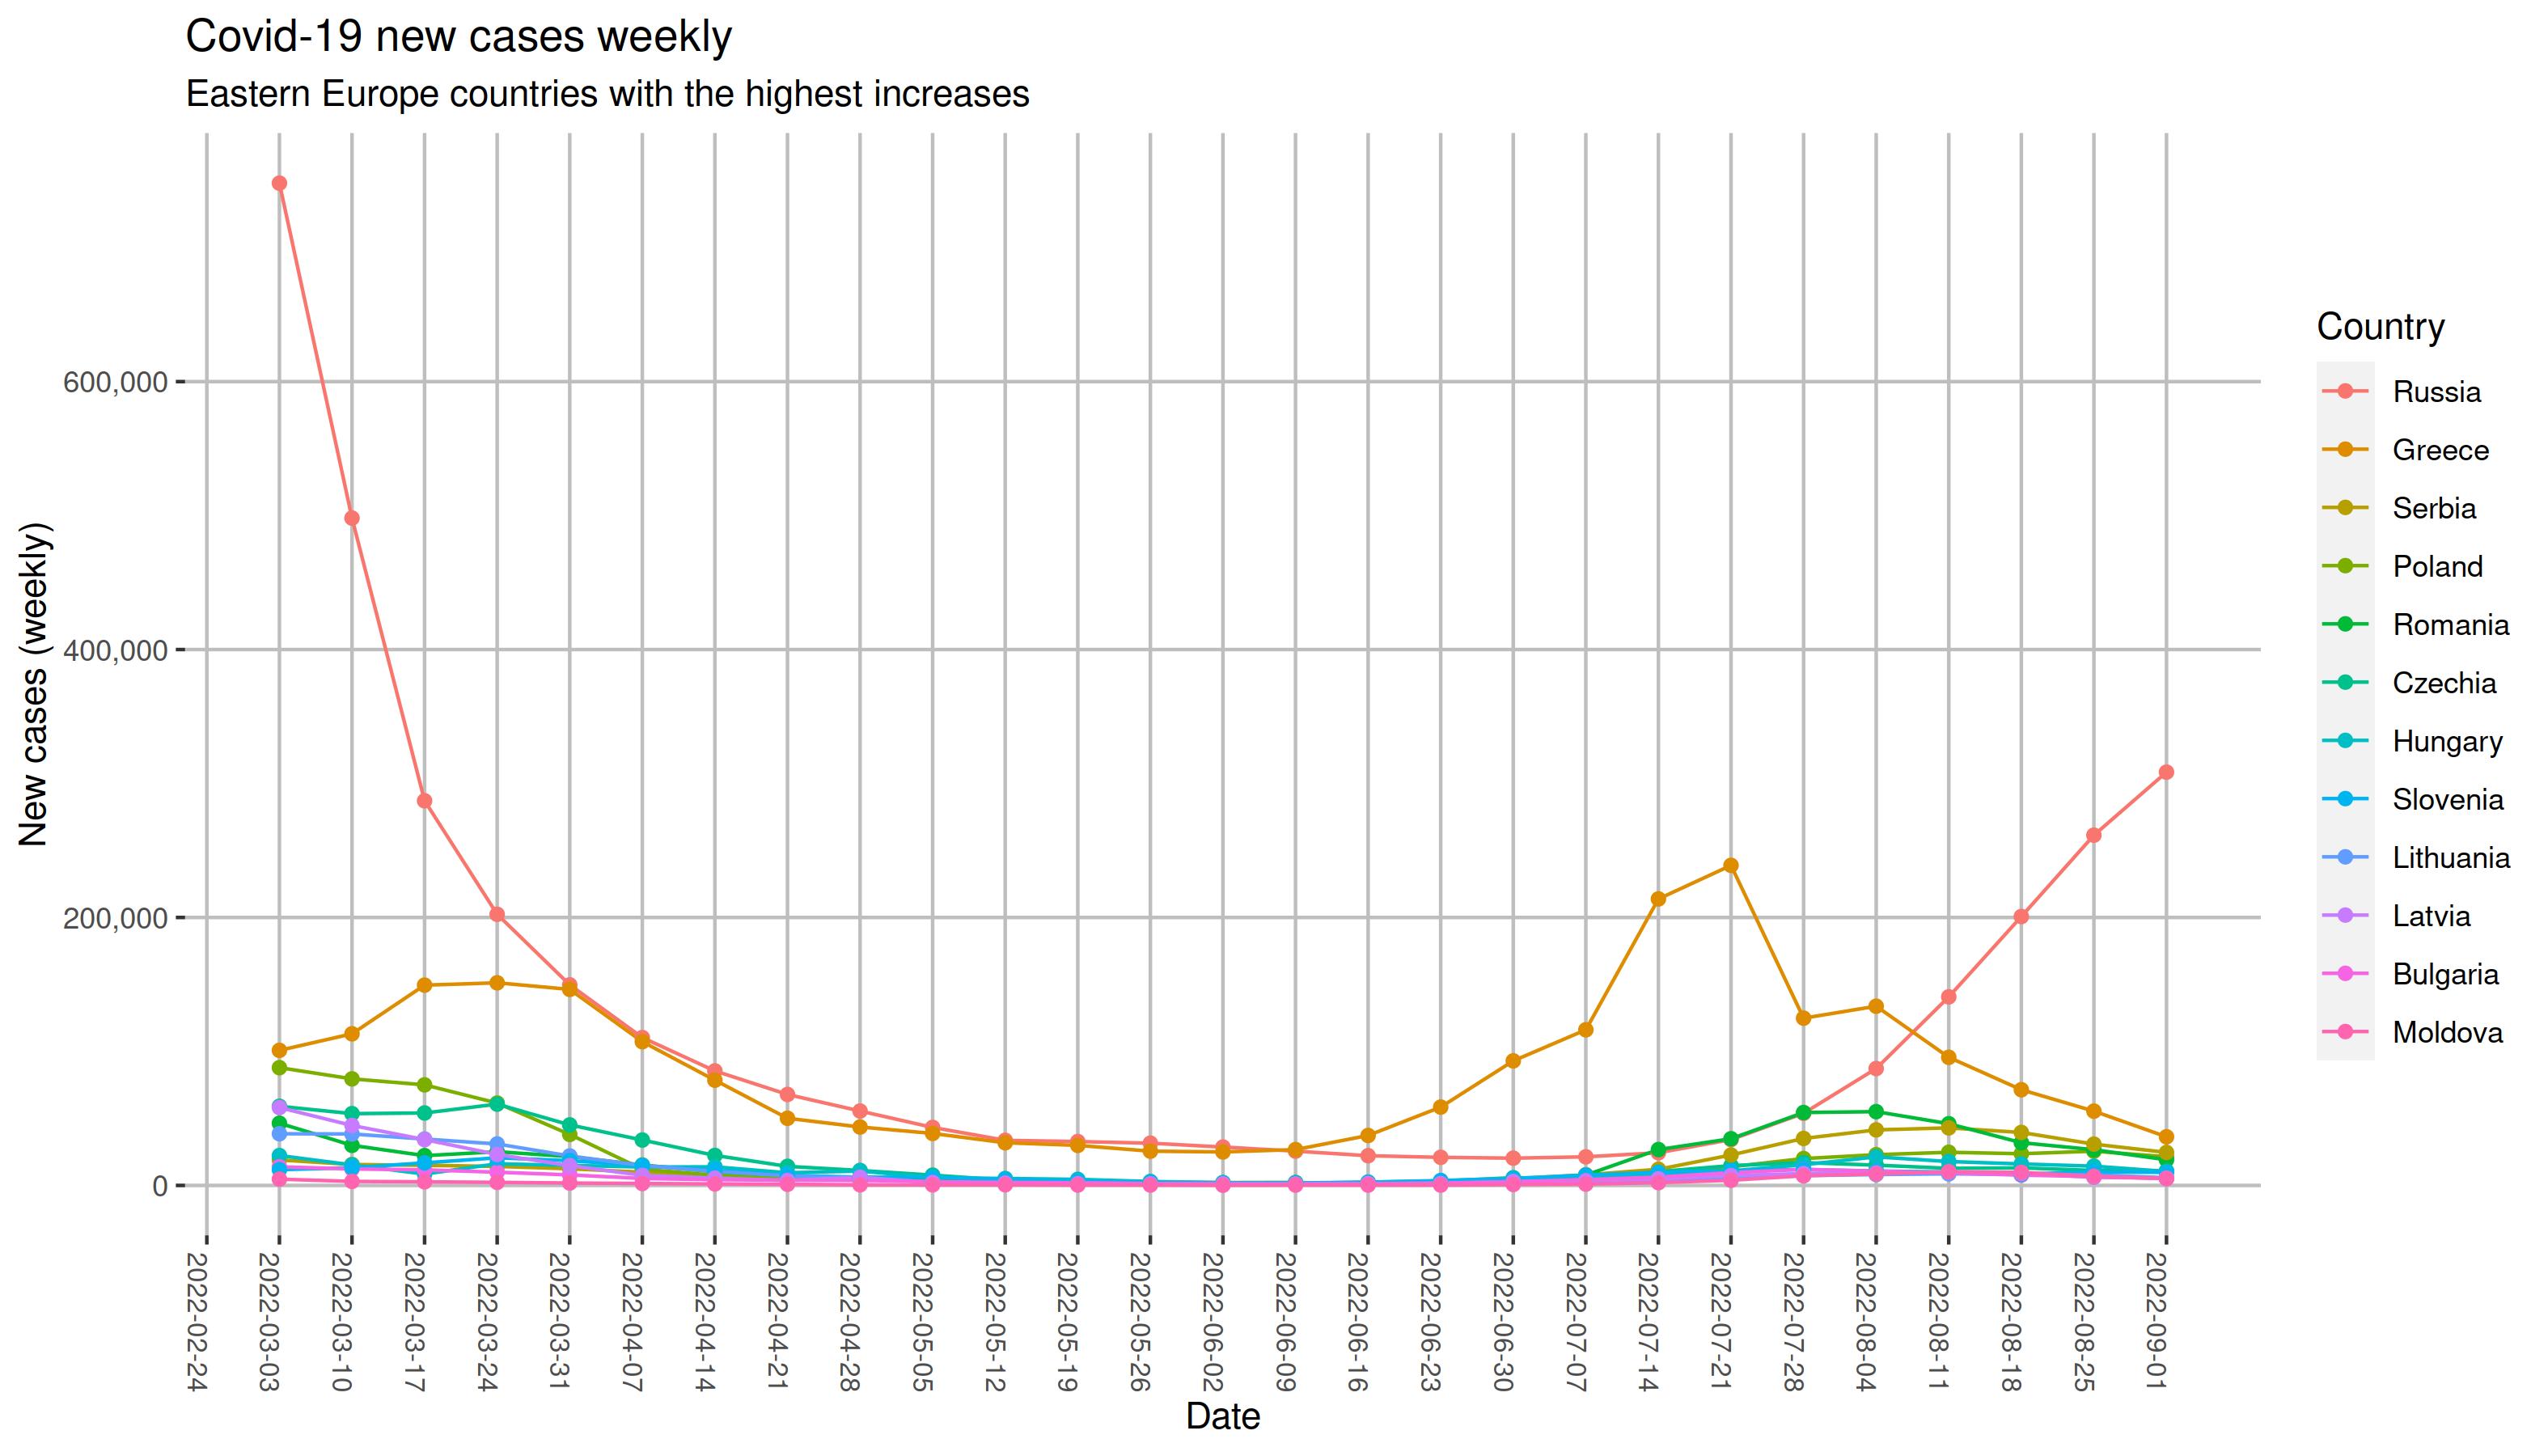 Covid-19 new cases weekly
Eastern Europe countries with the highest increases
New cases (weekly)
600,000
400,000
200,000
0
2022-02-24
2022-03-03
2022-03-10
2022-03-17
2022-03-24
2022-03-31
2022-04-07
2022-04-14
2022-04-21
2022-04-28
2022-05-05
2022-05-12
2022-05-19
2022-05-26
2022-06-02
2022-06-09
2022-06-16
2022-06-23
2022-06-30
2022-07-07
2022-07-14
2022-07-21
2022-07-28
2022-08-04
2022-08-11
2022-08-18
2022-08-25
2022-09-01
Date
Country
Russia
Greece
Serbia
Poland
Romania
Czechia
Hungary
Slovenia
Lithuania
Latvia
Bulgaria
Moldova